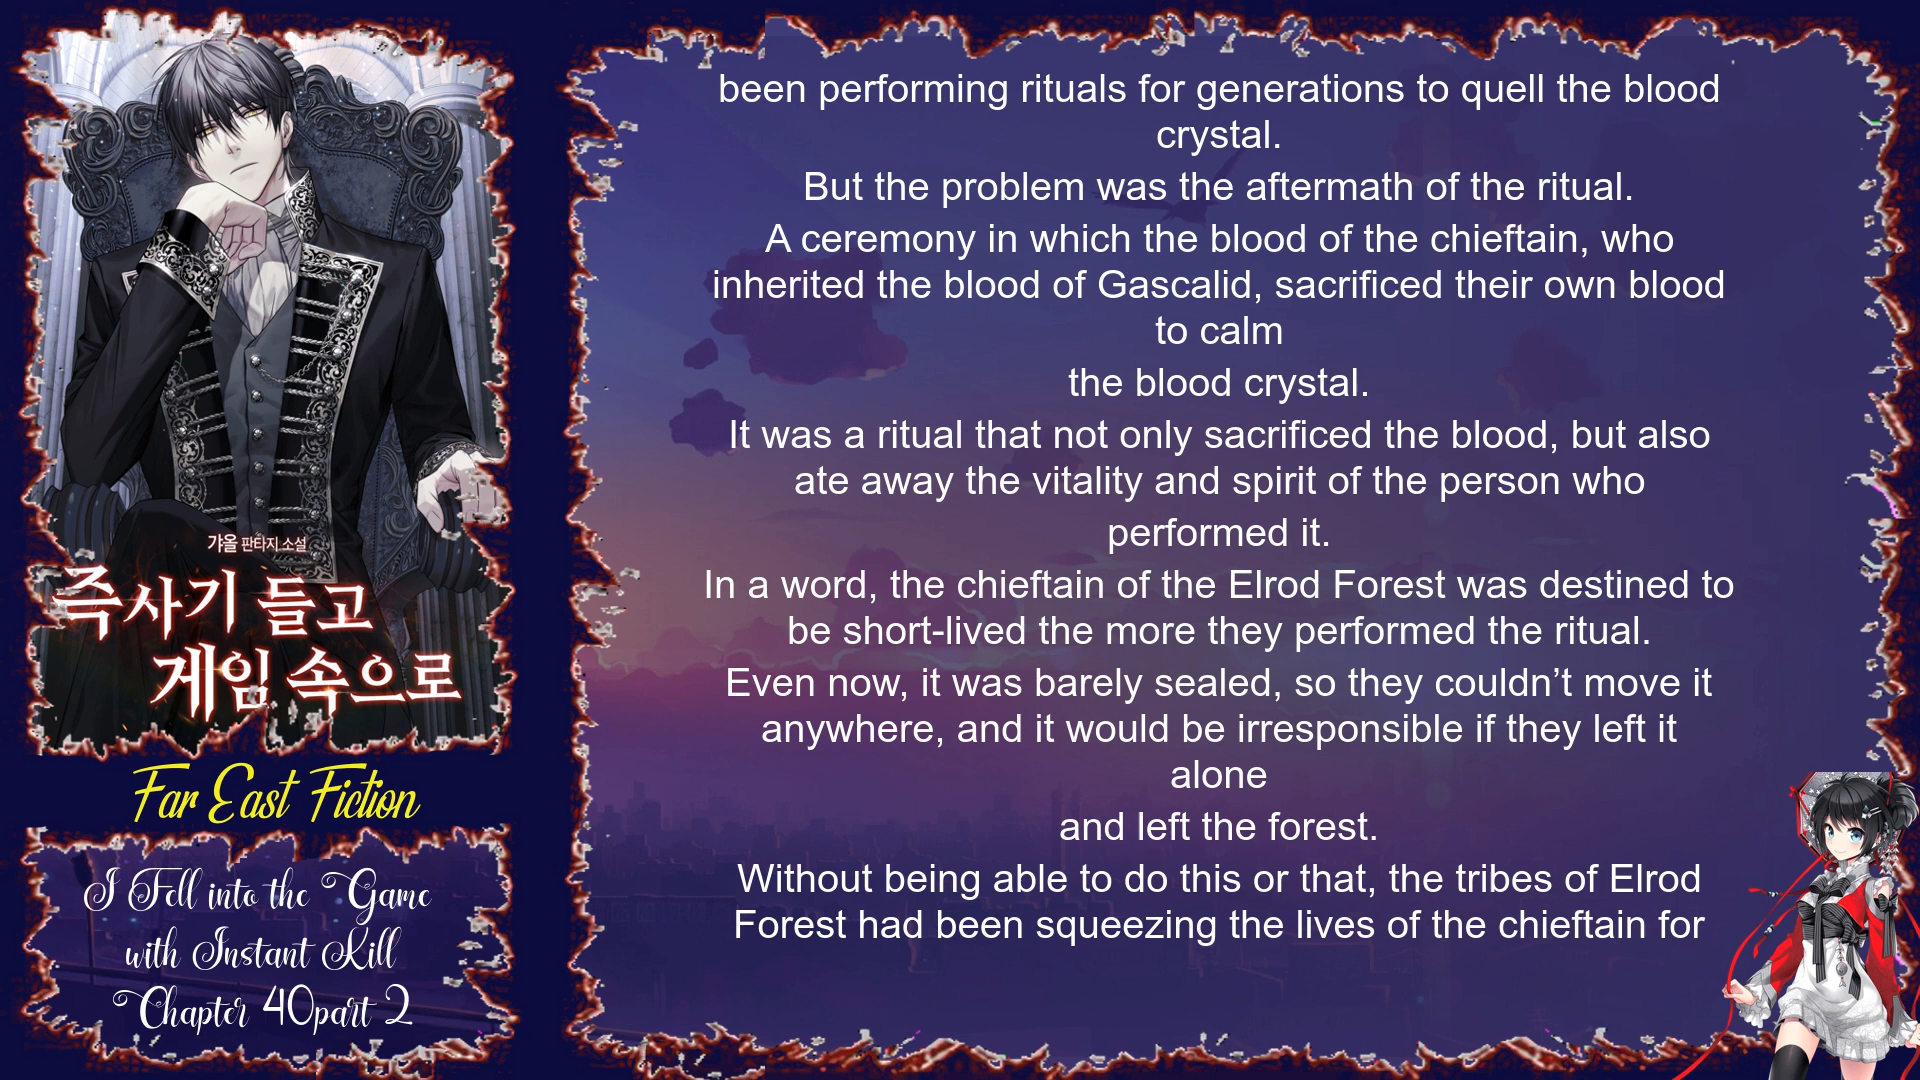 갸올 판타지 소설
즉사기 들고
게임 속으로
Far East Fiction
I Fell into the Game
with Instant Kill
Chapter 40part 2
been performing rituals for generations to quell the blood
crystal.
But the problem was the aftermath of the ritual.
A ceremony in which the blood of the chieftain, who
inherited the blood of Gascalid, sacrificed their own blood
to calm
the blood crystal.
It was a ritual that not only sacrificed the blood, but also
ate away the vitality and spirit of the person who
performed it.
In a word, the chieftain of the Elrod Forest was destined to
be short-lived the more they performed the ritual.
Even now, it was barely sealed, so they couldn’t move it
anywhere, and it would be irresponsible if they left it
alone
and left the forest.
Without being able to do this or that, the tribes of Elrod
Forest had been squeezing the lives of the chieftain for